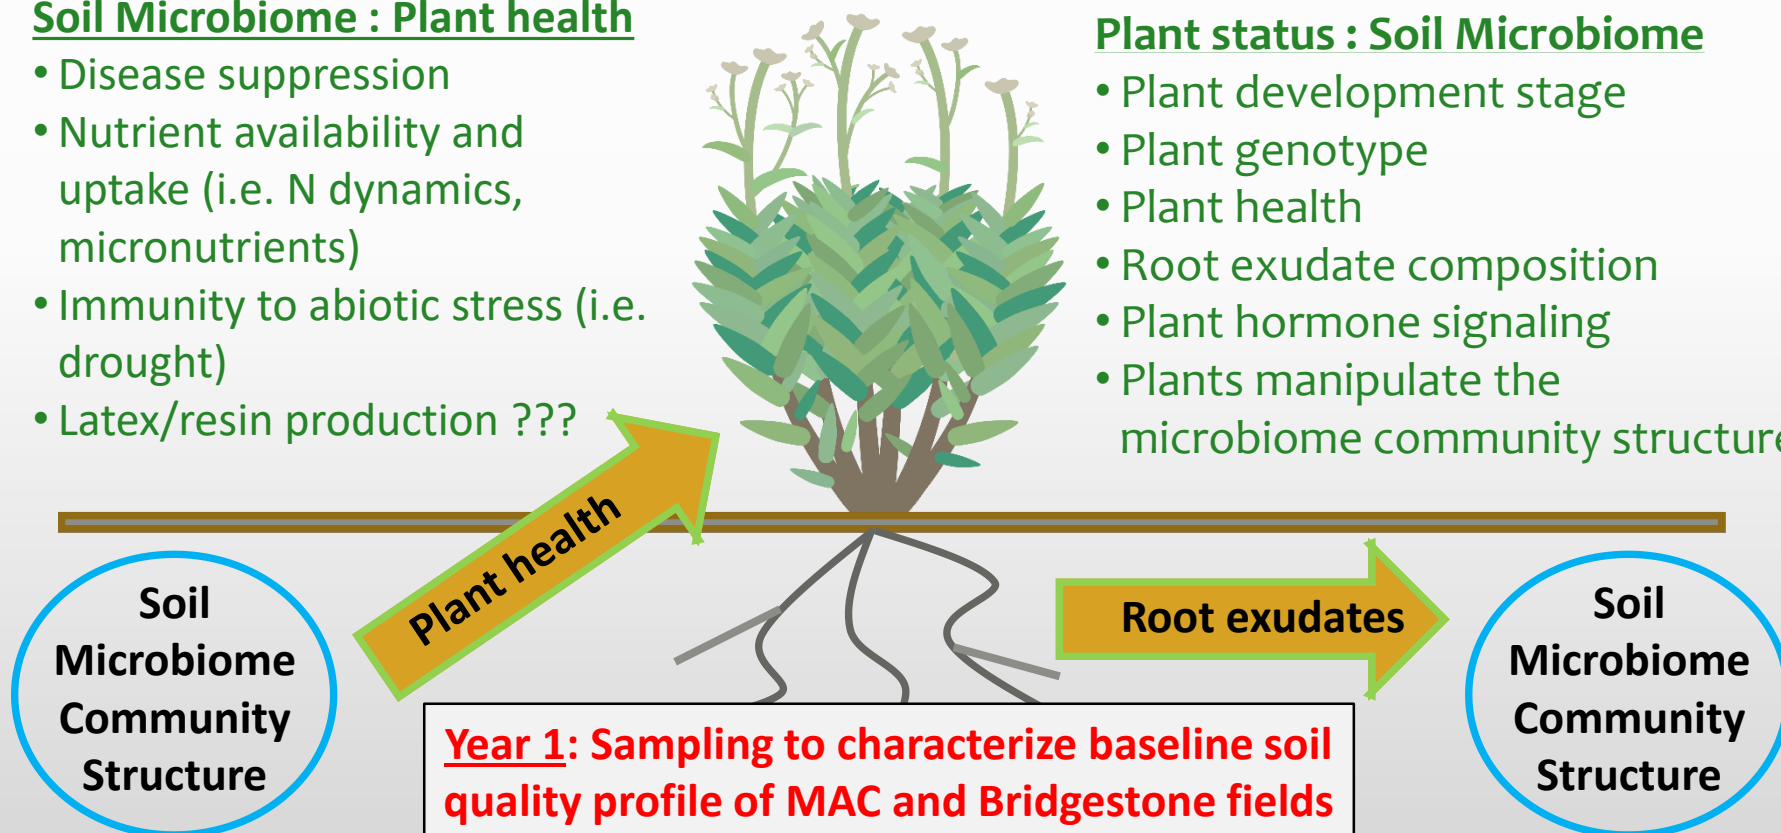 Soil Microbiome : Plant health
• Disease suppression
• Nutrient availability and
uptake (i.e. N dynamics,
micronutrients)
• Immunity to abiotic stress (i.e.
drought)
• Latex/resin production ???
Plant status : Soil Microbiome
• Plant development stage
• Plant genotype
• Plant health
• Root exudate composition
• Plant hormone signaling
• Plants manipulate the
microbiome community structure
Plant health
Root exudates
Soil
Microbiome
Community
Structure
Soil
Microbiome
Community
Structure
Year 1: Sampling to characterize baseline soil
quality profile of MAC and Bridgestone fields